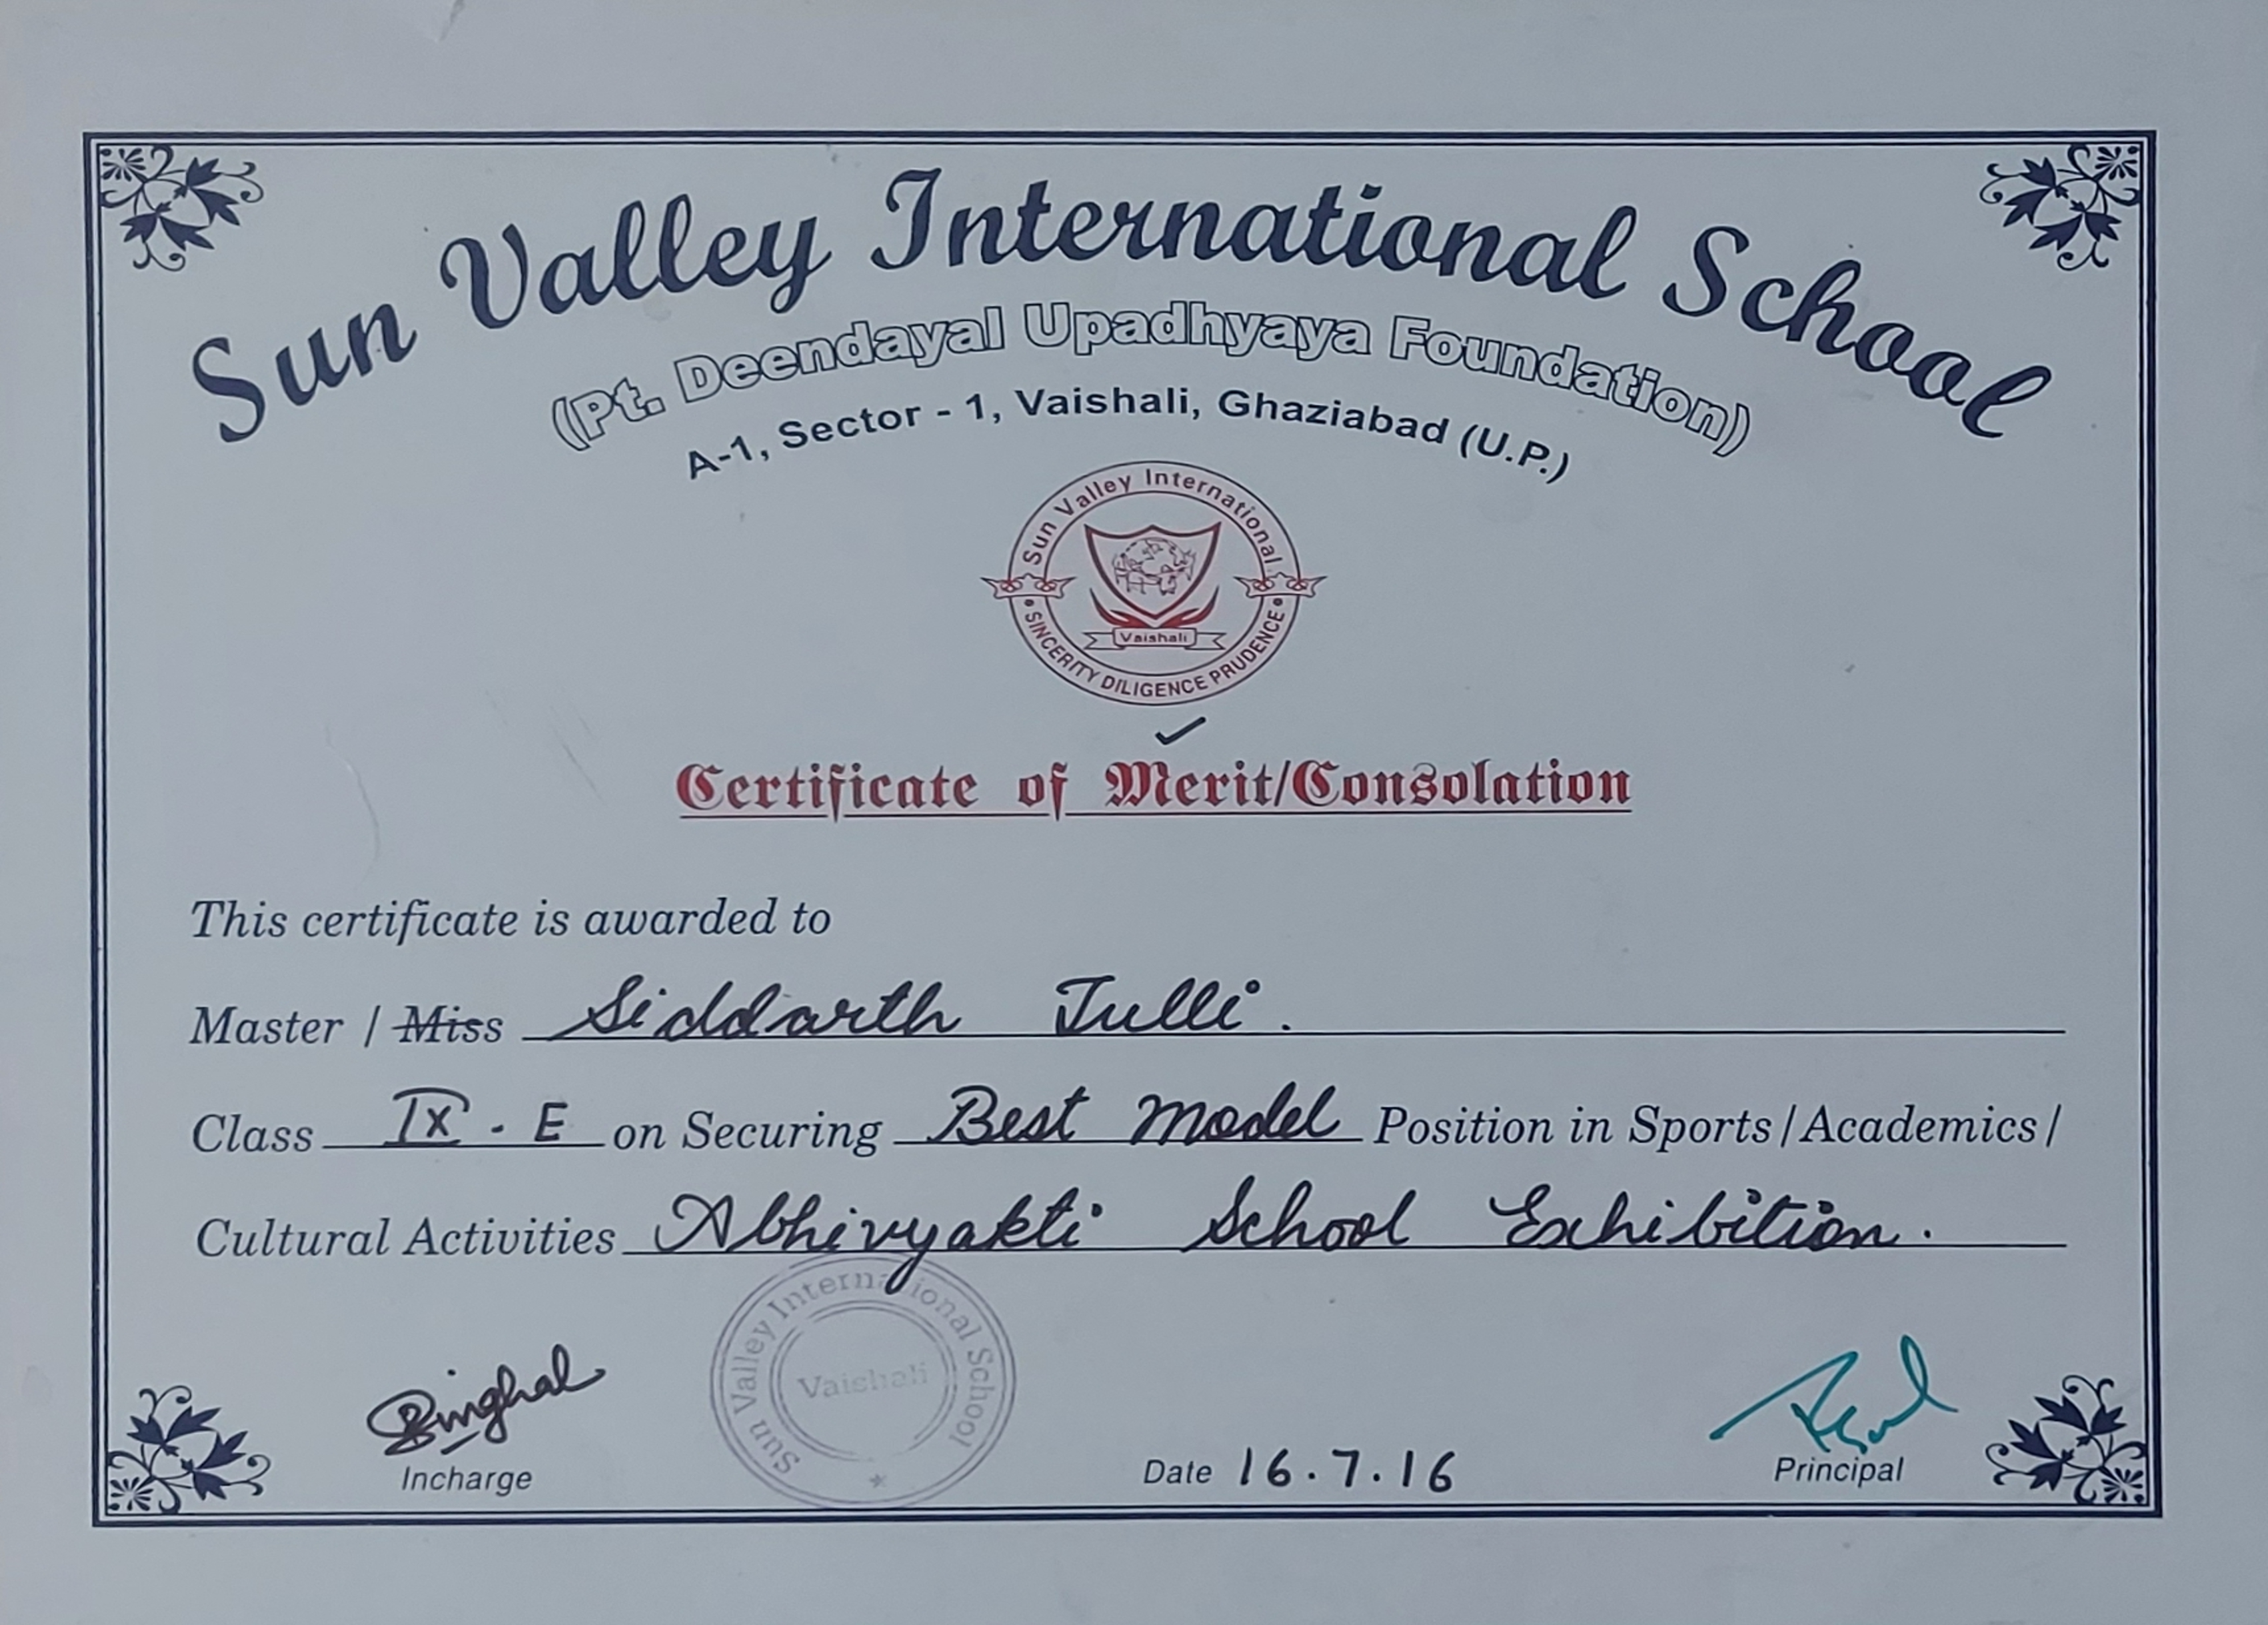 Sun Valley International School
(Pt. Deendayal Upadhyaya Foundation)
A-1, Sector - 1, Vaishali, Ghaziabad (U.P.)
Sun Valley International
Vaishali
SINCERITY DILIGENCE PRUDENCE
Certificate of Merit/Consolation
This certificate is awarded to
Master / Miss Siddarth Julli.
Class IX - E on Securing Best Model Position in Sports/Academics/
Cultural Activities Abhivyakti School Exhibition.
Singhal
Sun Valley International School
Vaishali
Incharge
Date 16.7.16
Principal